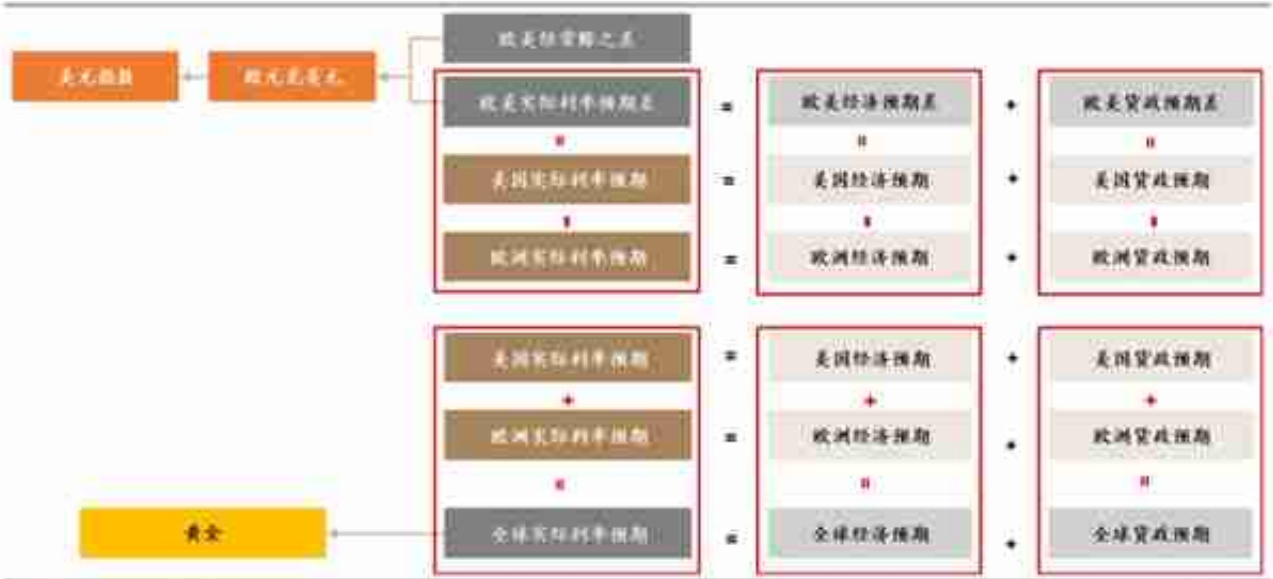 欧美经常账之差
美元指数
欧元兑美元
欧美实际利率预期差 = 欧美经济预期差 + 欧美货政预期差
= = =
美国实际利率预期 = 美国经济预期 + 美国货政预期
- - -
欧洲实际利率预期 = 欧洲经济预期 + 欧洲货政预期
美国实际利率预期 = 美国经济预期 + 美国货政预期
+ + +
欧洲实际利率预期 = 欧洲经济预期 + 欧洲货政预期
= = =
黄金
全球实际利率预期 = 全球经济预期 + 全球货政预期